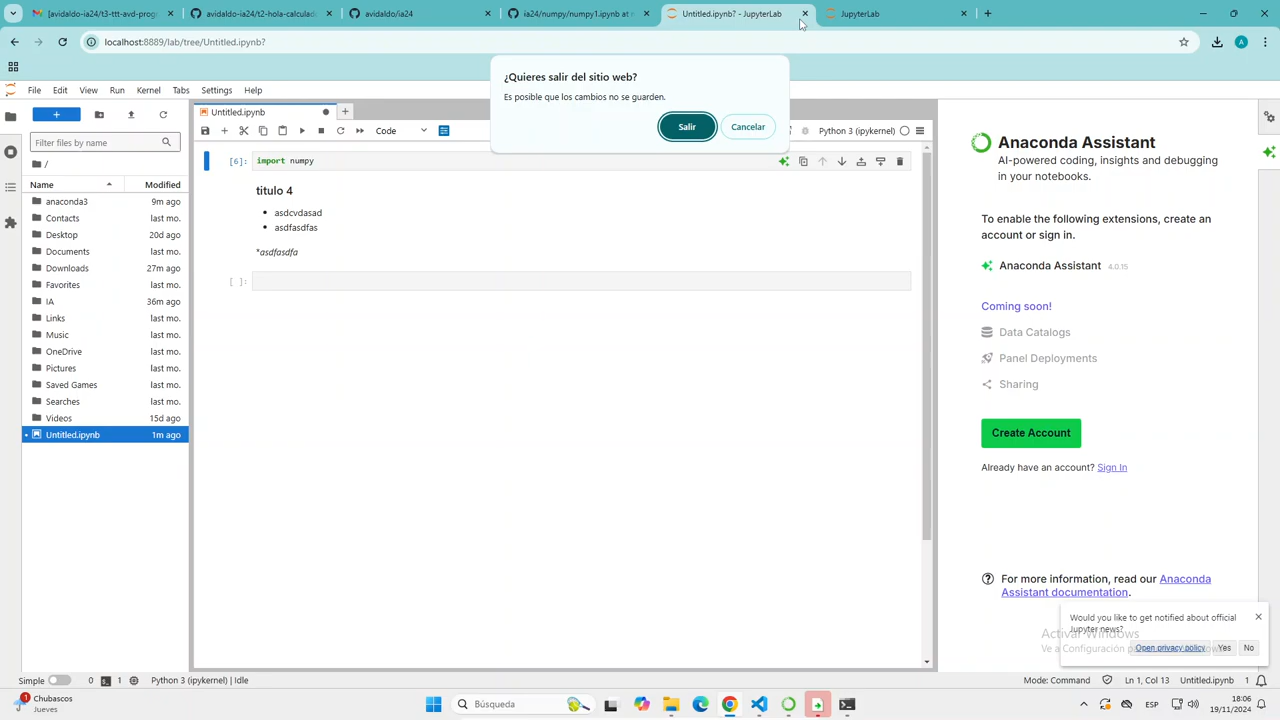 [avidaldo-ia24/t3-ttt-avd-progs
avidaldo-ia24/t2-hola-calculad
avidaldo/ia24
ia24/numpy/numpy1.ipynb at
Untitled.ipynb? - JupyterLab
JupyterLab
localhost:8889/lab/tree/Untitled.ipynb?
A
¿Quieres salir del sitio web?
Es posible que los cambios no se guarden.
Salir
Cancelar
File Edit View Run Kernel Tabs Settings Help
Untitled.ipynb
Code
Python 3 (ipykernel)
Filter files by name
/
Name Modified
anaconda3 9m ago
Contacts last mo.
Desktop 20d ago
Documents last mo.
Downloads 27m ago
Favorites last mo.
IA 36m ago
Links last mo.
Music last mo.
OneDrive last mo.
Pictures last mo.
Saved Games last mo.
Searches last mo.
Videos 15d ago
Untitled.ipynb 1m ago
[6]: import numpy
titulo 4
• asdcvdasad
• asdfasdfas
*asdfasdfa
[ ]:
Anaconda Assistant
AI-powered coding, insights and debugging
in your notebooks.
To enable the following extensions, create an
account or sign in.
Anaconda Assistant 4.0.15
Coming soon!
Data Catalogs
Panel Deployments
Sharing
Create Account
Already have an account? Sign In
For more information, read our Anaconda
Assistant documentation.
Would you like to get notified about official
Jupyter news?
Open privacy policy Yes No
Activar Windows
Ve a Configuración
Simple 0 1 Python 3 (ipykernel) | Idle
Mode: Command Ln 1, Col 13 Untitled.ipynb 1
1
Chubascos
Jueves
Búsqueda
ESP
18:06
19/11/2024